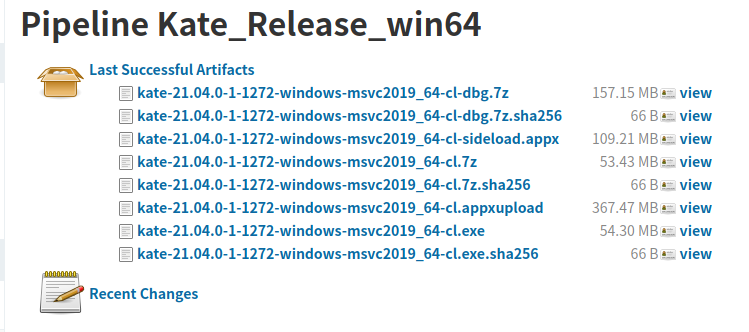 Pipeline Kate_Release_win64
Last Successful Artifacts
kate-21.04.0-1-1272-windows-msvc2019_64-cl-dbg.7z 157.15 MB view
kate-21.04.0-1-1272-windows-msvc2019_64-cl-dbg.7z.sha256 66 B view
kate-21.04.0-1-1272-windows-msvc2019_64-cl-sideload.appx 109.21 MB view
kate-21.04.0-1-1272-windows-msvc2019_64-cl.7z 53.43 MB view
kate-21.04.0-1-1272-windows-msvc2019_64-cl.7z.sha256 66 B view
kate-21.04.0-1-1272-windows-msvc2019_64-cl.appxupload 367.47 MB view
kate-21.04.0-1-1272-windows-msvc2019_64-cl.exe 54.30 MB view
kate-21.04.0-1-1272-windows-msvc2019_64-cl.exe.sha256 66 B view
Recent Changes